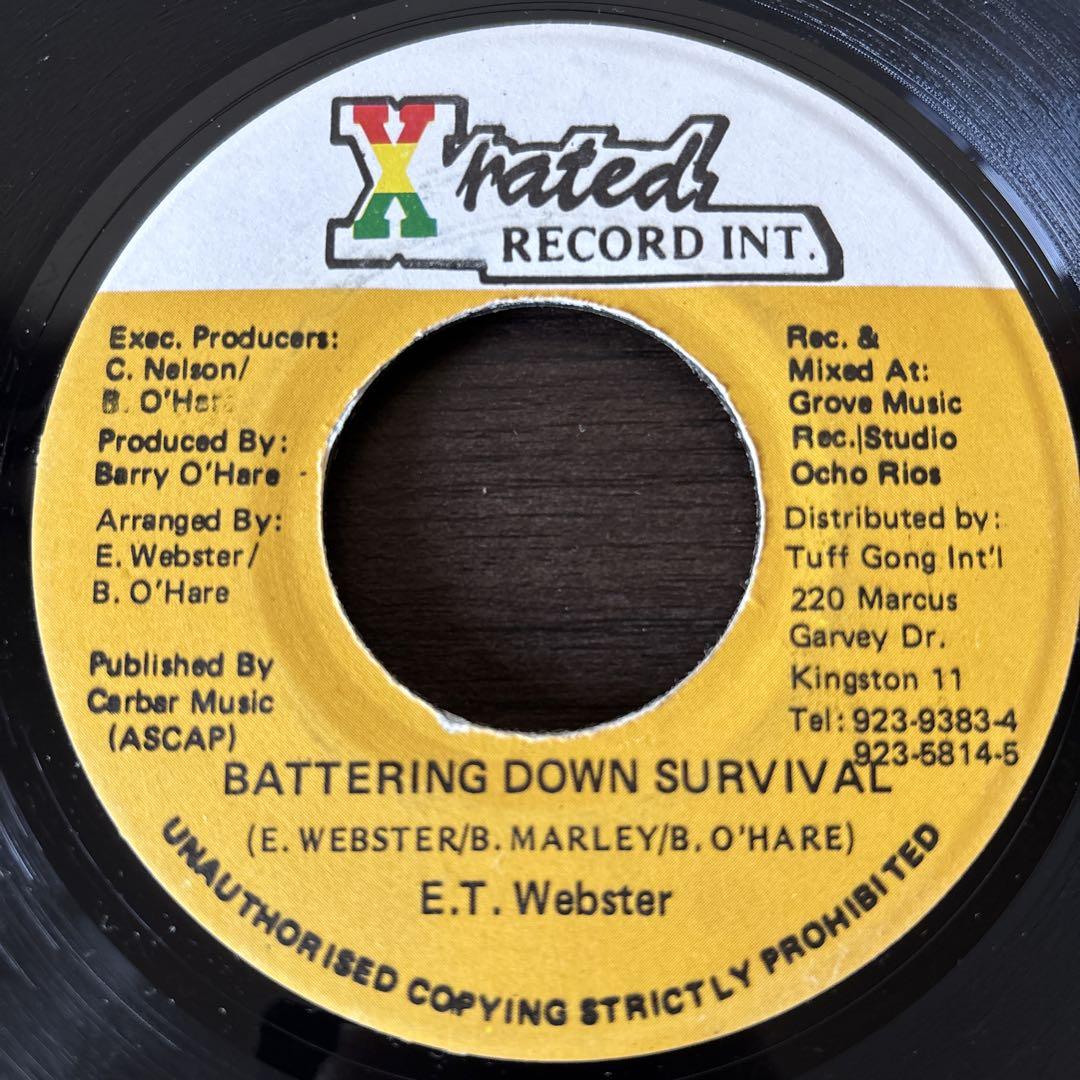 X rated
RECORD INT.
Exec. Producers:
C. Nelson/
B. O'Hare
Produced By:
Barry O'Hare
Arranged By:
E. Webster/
B. O'Hare
Published By
Carbar Music
(ASCAP)
Rec. &
Mixed At:
Grove Music
Rec.|Studio
Ocho Rios
Distributed by:
Tuff Gong Int'l
220 Marcus
Garvey Dr.
Kingston 11
Tel: 923-9383-4
923-5814-5
BATTERING DOWN SURVIVAL
(E. WEBSTER/B. MARLEY/B. O'HARE)
E.T. Webster
UNAUTHORISED COPYING STRICTLY PROHIBITED